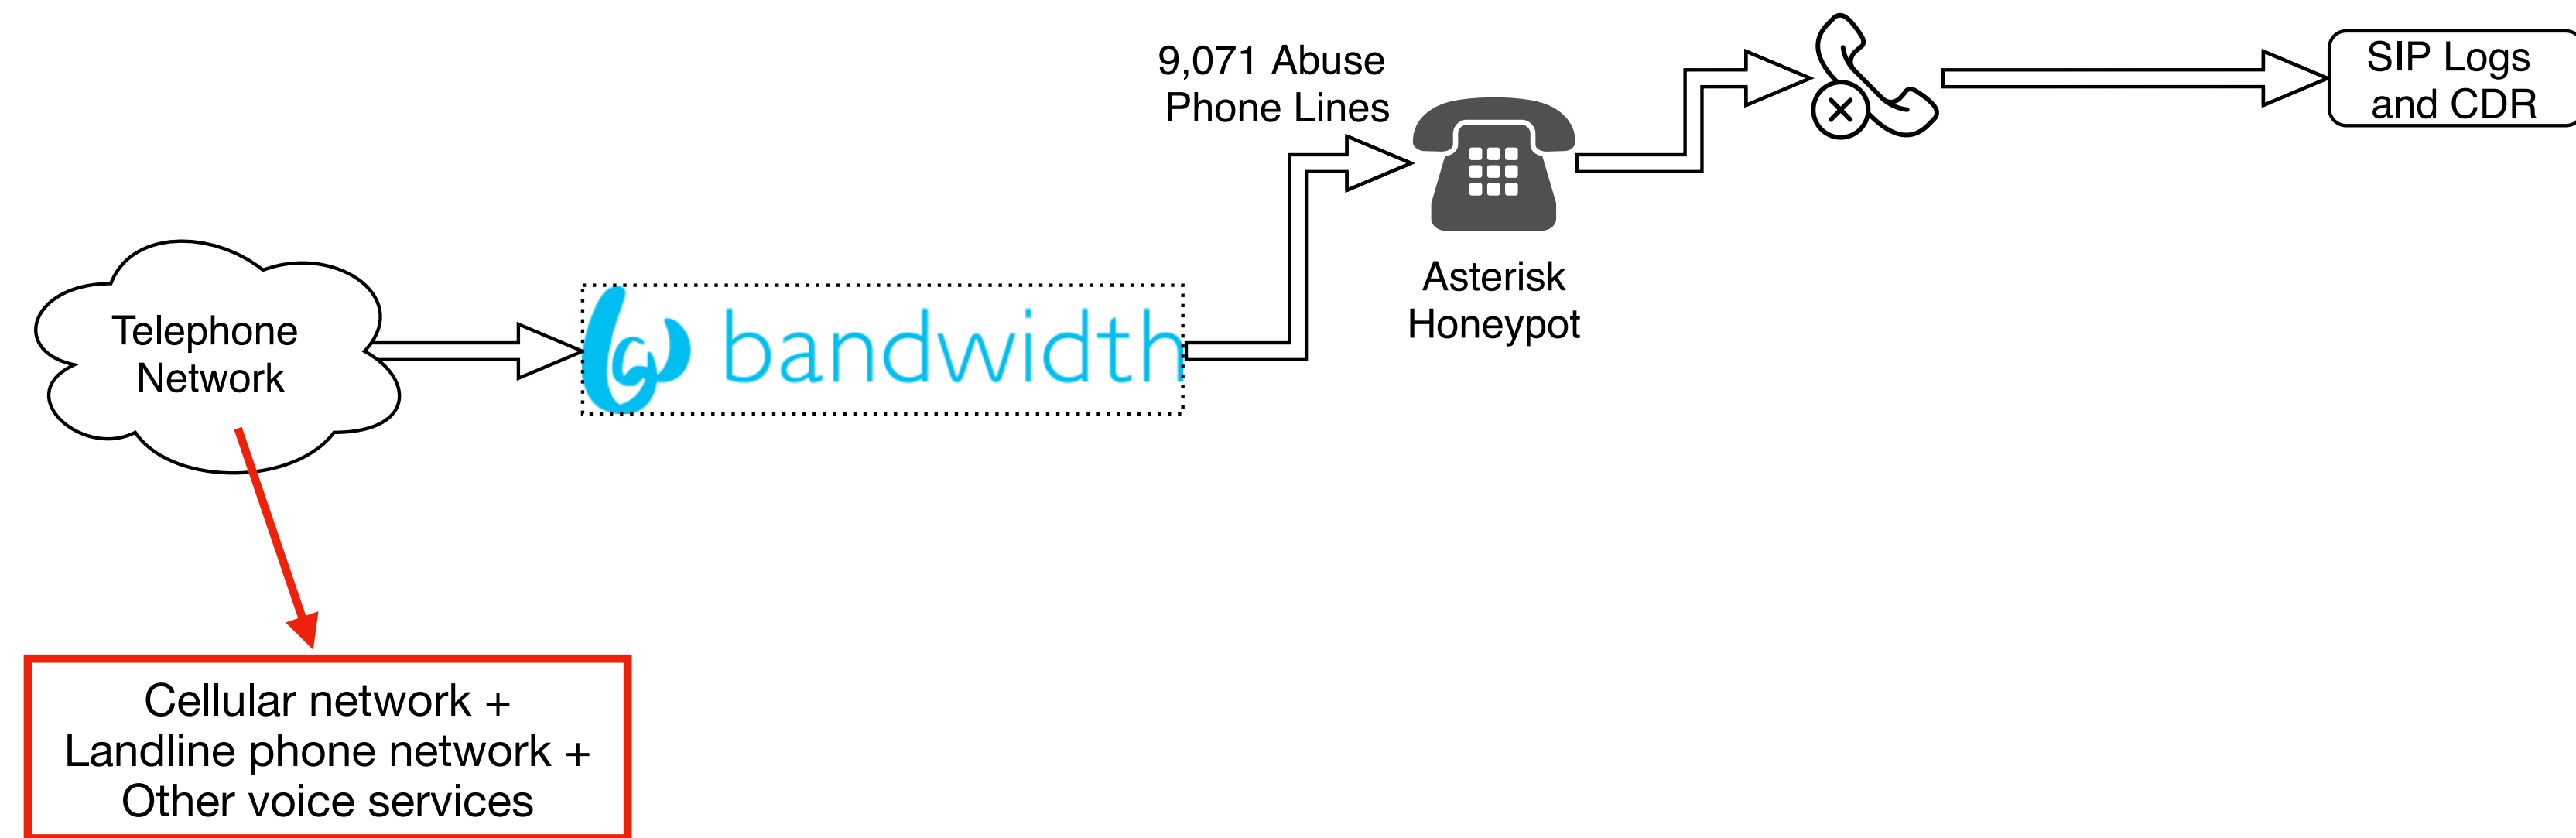 9,071 Abuse
Phone Lines
SIP Logs
and CDR
Telephone
Network
bandwidth
Asterisk
Honeypot
Cellular network +
Landline phone network +
Other voice services